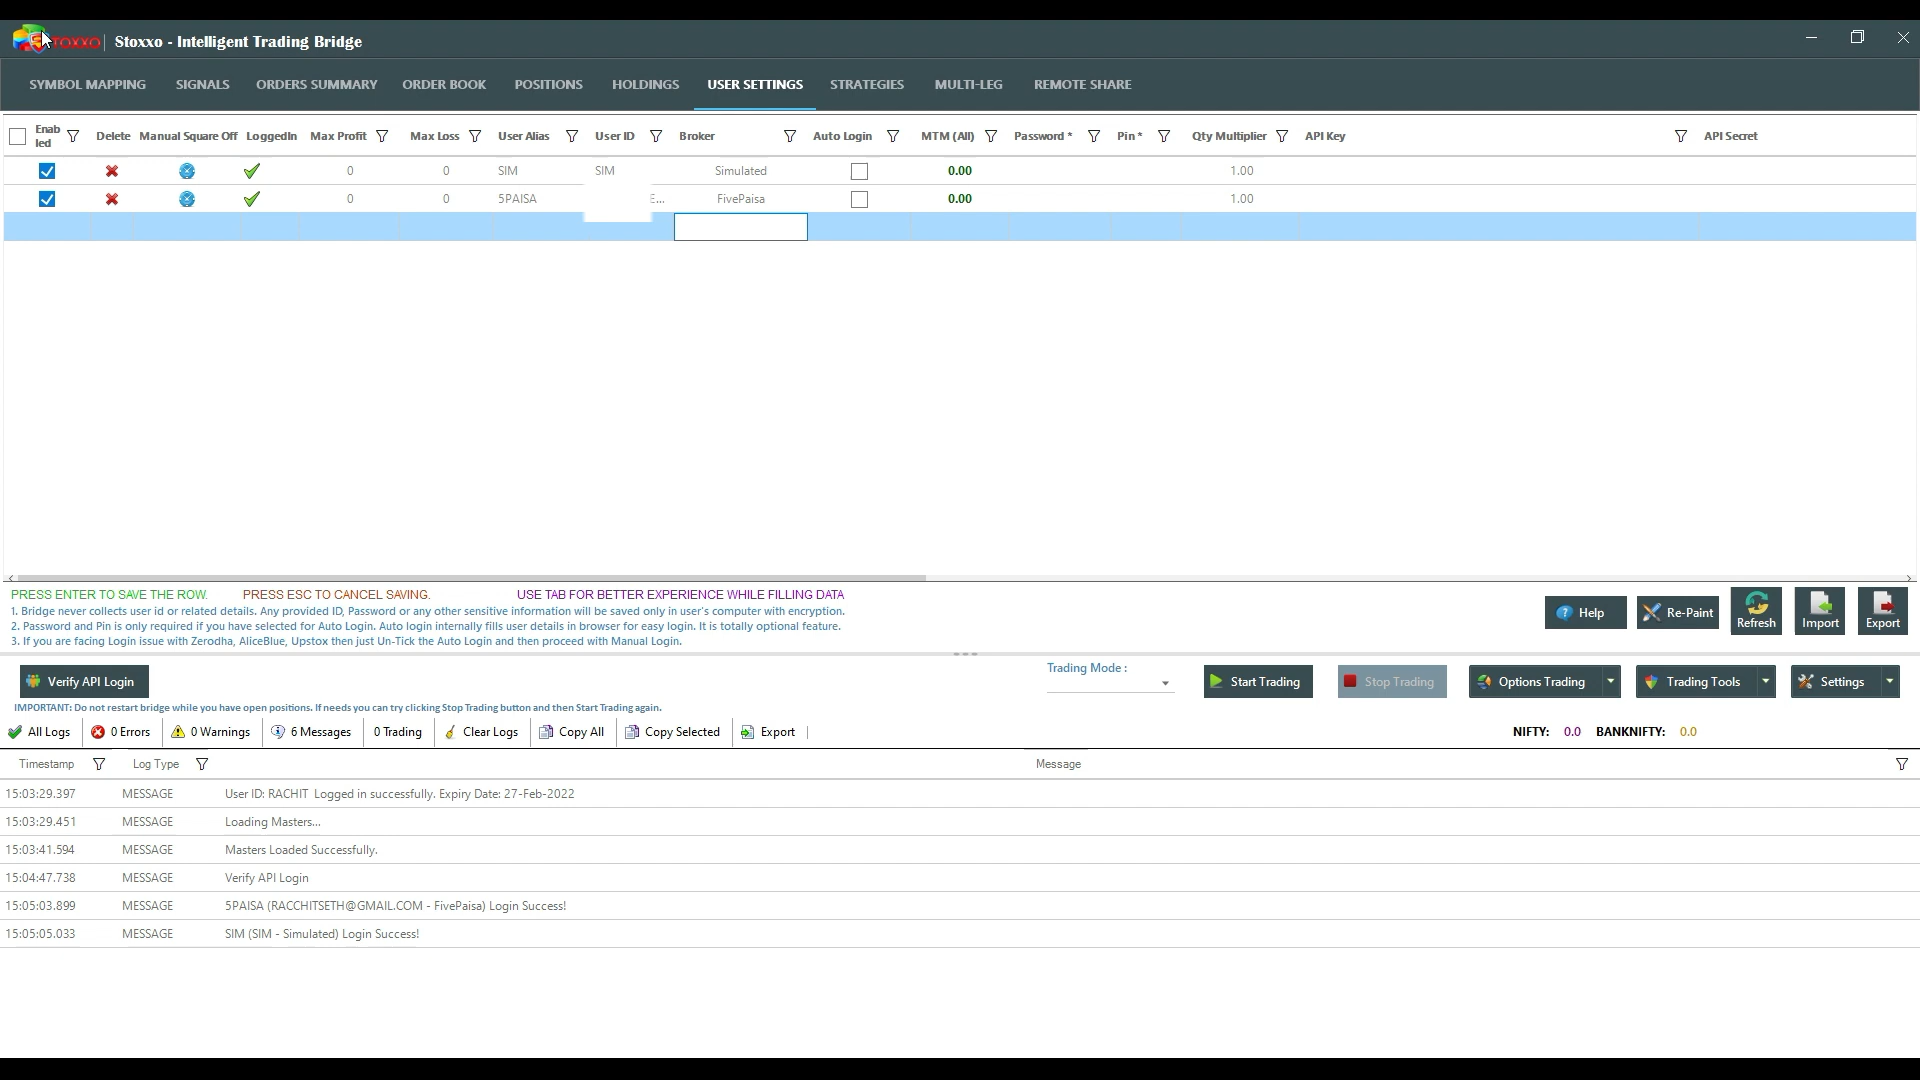 STOXXO Stoxxo - Intelligent Trading Bridge
SYMBOL MAPPING SIGNALS ORDERS SUMMARY ORDER BOOK POSITIONS HOLDINGS USER SETTINGS STRATEGIES MULTI-LEG REMOTE SHARE
Enab led Delete Manual Square Off LoggedIn Max Profit Max Loss User Alias User ID Broker Auto Login MTM (All) Password * Pin * Qty Multiplier API Key API Secret
0 0 SIM SIM Simulated 0.00 1.00
0 0 5PAISA E... FivePaisa 0.00 1.00
PRESS ENTER TO SAVE THE ROW. PRESS ESC TO CANCEL SAVING. USE TAB FOR BETTER EXPERIENCE WHILE FILLING DATA
1. Bridge never collects user id or related details. Any provided ID, Password or any other sensitive information will be saved only in user's computer with encryption.
2. Password and Pin is only required if you have selected for Auto Login. Auto login internally fills user details in browser for easy login. It is totally optional feature.
3. If you are facing Login issue with Zerodha, AliceBlue, Upstox then just Un-Tick the Auto Login and then proceed with Manual Login.
Help Re-Paint Refresh Import Export
Verify API Login Trading Mode : Start Trading Stop Trading Options Trading Trading Tools Settings
IMPORTANT: Do not restart bridge while you have open positions. If needs you can try clicking Stop Trading button and then Start Trading again.
All Logs 0 Errors 0 Warnings 6 Messages 0 Trading Clear Logs Copy All Copy Selected Export NIFTY: 0.0 BANKNIFTY: 0.0
Timestamp Log Type Message
15:03:29.397 MESSAGE User ID: RACHIT Logged in successfully. Expiry Date: 27-Feb-2022
15:03:29.451 MESSAGE Loading Masters...
15:03:41.594 MESSAGE Masters Loaded Successfully.
15:04:47.738 MESSAGE Verify API Login
15:05:03.899 MESSAGE 5PAISA (RACCHITSETH@GMAIL.COM - FivePaisa) Login Success!
15:05:05.033 MESSAGE SIM (SIM - Simulated) Login Success!